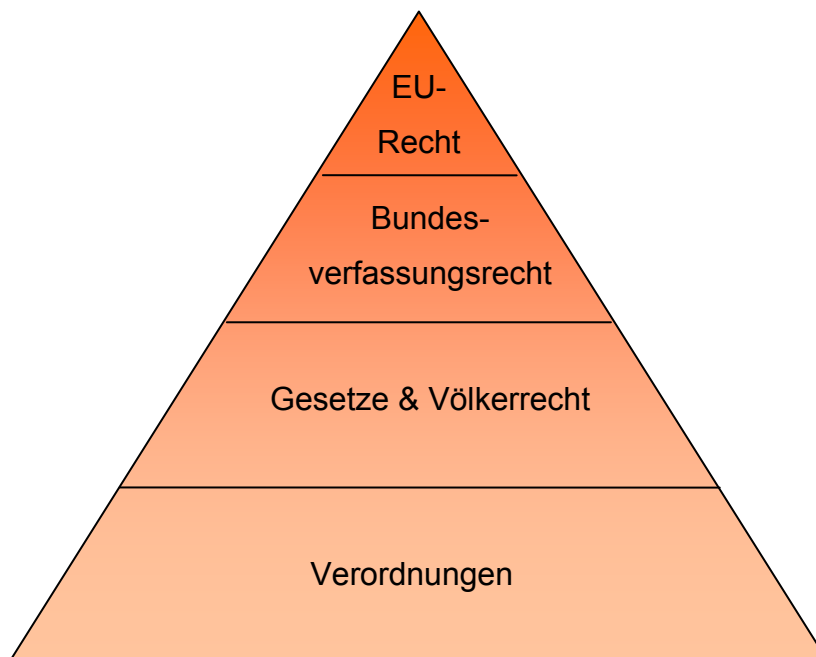 EU-
Recht
Bundes-
verfassungsrecht
Gesetze & Völkerrecht
Verordnungen